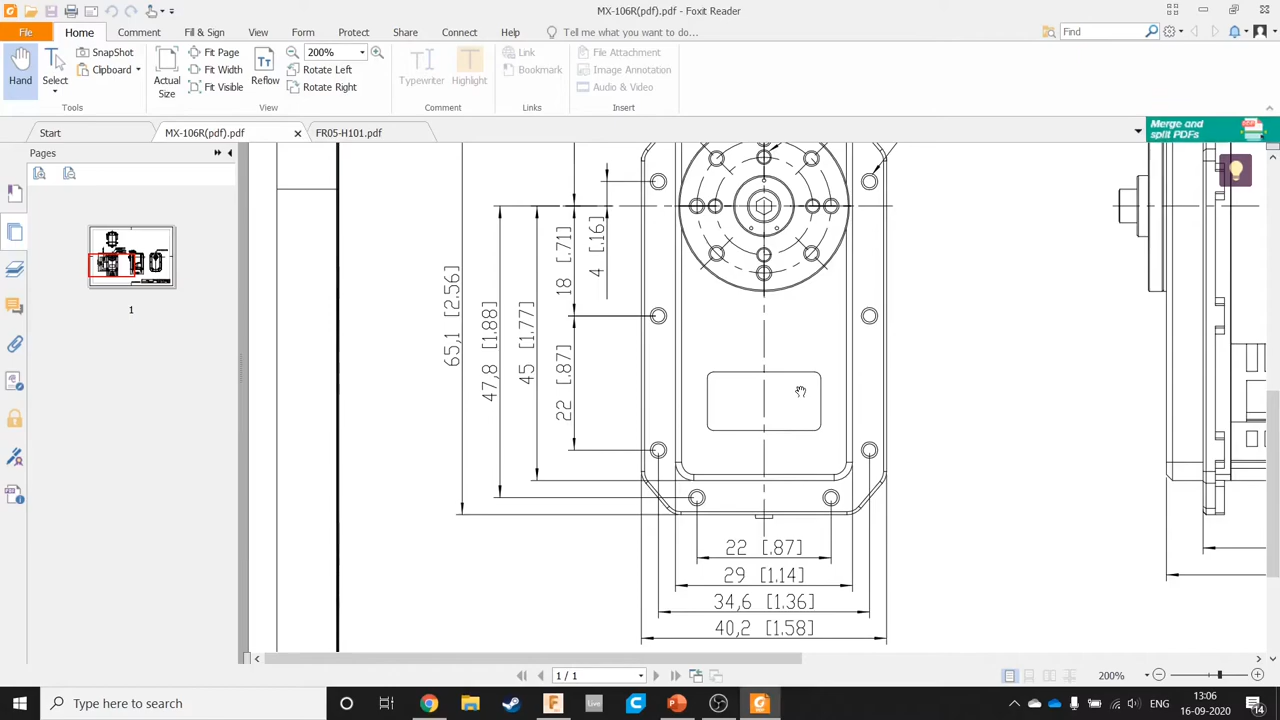 MX-106R(pdf).pdf - Foxit Reader
File Home Comment Fill & Sign View Form Protect Share Connect Help Tell me what you want to do... Find
Hand
Select
SnapShot
Clipboard
Tools
Actual Size
Fit Page
Fit Width
Fit Visible
Reflow
200%
Rotate Left
Rotate Right
View
Typewriter
Highlight
Comment
Link
Bookmark
Links
File Attachment
Image Annotation
Audio & Video
Insert
Start MX-106R(pdf).pdf FR05-H101.pdf
Merge and split PDFs
Pages
1
65,1 [2.56]
47,8 [1.88]
45 [1.77]
18 [.71]
22 [.87]
4 [.16]
22 [.87]
29 [1.14]
34,6 [1.36]
40,2 [1.58]
1 / 1
200%
Type here to search
Live
ENG
13:06
16-09-2020
14